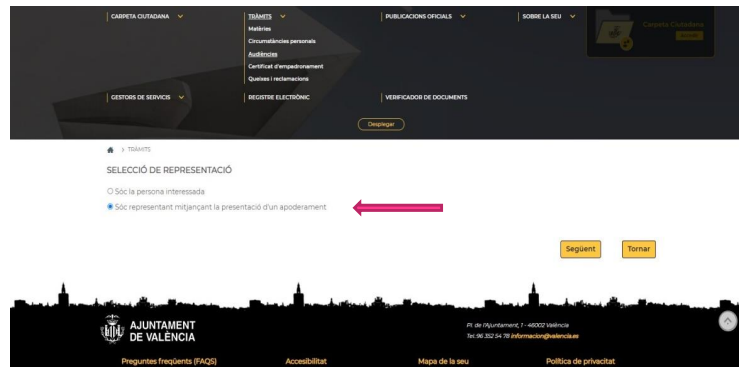 CARPETA CIUTADANA
TRÀMITS
Matèries
Circumstàncies personals
Audiències
Certificat d'empadronament
Queixes i reclamacions
PUBLICACIONS OFICIALS
SOBRE LA SEU
Carpeta Ciutadana
GESTORS DE SERVICIS
REGISTRE ELECTRÒNIC
VERIFICADOR DE DOCUMENTS
Desplegar
> TRÀMITS
SELECCIÓ DE REPRESENTACIÓ
Sóc la persona interessada
Sóc representant mitjançant la presentació d'un apoderament
Següent
Tornar
AJUNTAMENT
DE VALÈNCIA
Pl. de l'Ajuntament, 1 - 46002 València
Tel. 96 352 54 78 informacion@valencia.es
Preguntes freqüents (FAQS)
Accesibilitat
Mapa de la seu
Política de privacitat